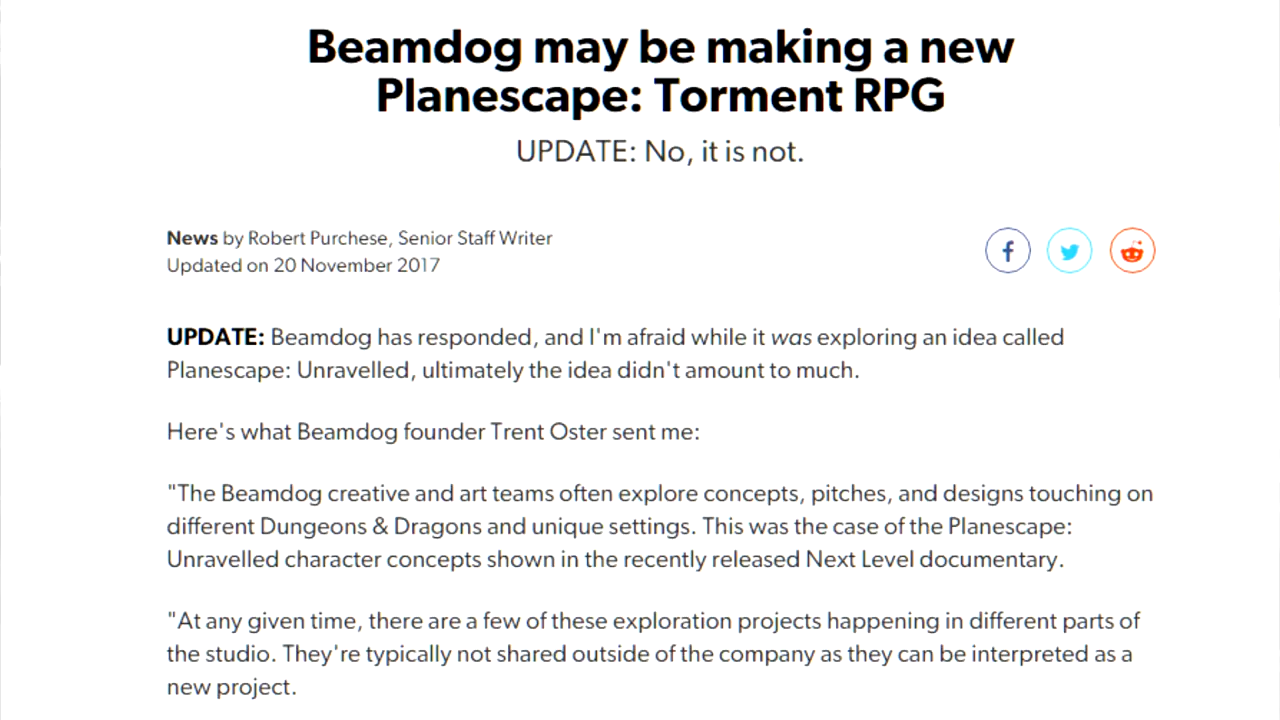 Beamdog may be making a new
Planescape: Torment RPG
UPDATE: No, it is not.
News by Robert Purchese, Senior Staff Writer
Updated on 20 November 2017
UPDATE: Beamdog has responded, and I'm afraid while it was exploring an idea called
Planescape: Unravelled, ultimately the idea didn't amount to much.
Here's what Beamdog founder Trent Oster sent me:
"The Beamdog creative and art teams often explore concepts, pitches, and designs touching on
different Dungeons & Dragons and unique settings. This was the case of the Planescape:
Unravelled character concepts shown in the recently released Next Level documentary.
"At any given time, there are a few of these exploration projects happening in different parts of
the studio. They're typically not shared outside of the company as they can be interpreted as a
new project.